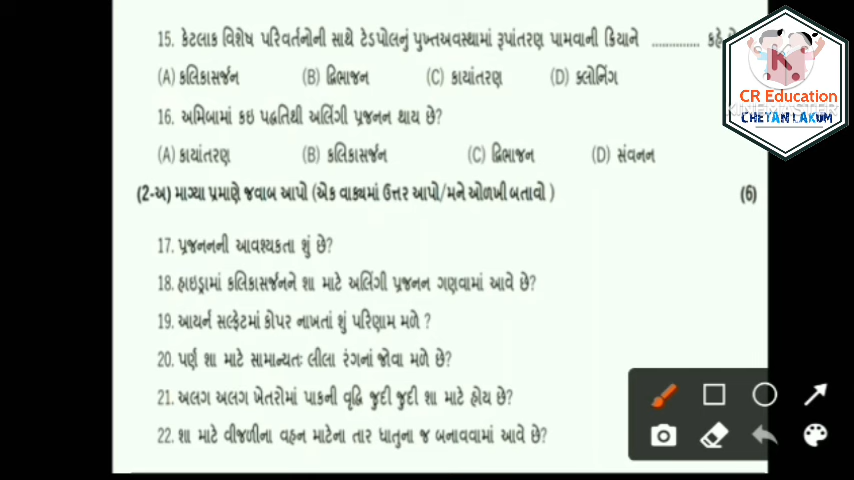 15. કેટલાક વિશેષ પરિવર્તનોની સાથે ટેડપોલનું પુખ્તઅવસ્થામાં રૂપાંતરણ પામવાની ક્રિયાને ..............
(A) કલિકાસર્જન (B) દ્વિભાજન (C) કાયાંતરણ (D) ક્લોનિંગ
16. અમિબામાં કઇ પદ્વતિથી અલિંગી પ્રજનન થાય છે?
(A) કાયાંતરણ (B) કલિકાસર્જન (C) દ્વિભાજન (D) સંવનન
(2-અ) માગ્યા પ્રમાણે જવાબ આપો (એક વાક્યમાં ઉત્તર આપો/મને ઓળખી બતાવો ) (6)
17. પ્રજનનની આવશ્યકતા શું છે?
18. હાઇડ્રામાં કલિકાસર્જનને શા માટે અલિંગી પ્રજનન ગણવામાં આવે છે?
19. આયર્ન સલ્ફેટમાં કોપર નાખતાં શું પરિણામ મળે ?
20. પર્ણ શા માટે સામાન્યતઃ લીલા રંગનાં જોવા મળે છે?
21. અલગ અલગ ખેતરોમાં પાકની વૃદ્વિ જુદી જુદી શા માટે હોય છે?
22. શા માટે વીજળીના વહન માટેના તાર ધાતુના જ બનાવવામાં આવે છે?
K
CR Education
KINEMASTER
CHETAN LAKUM